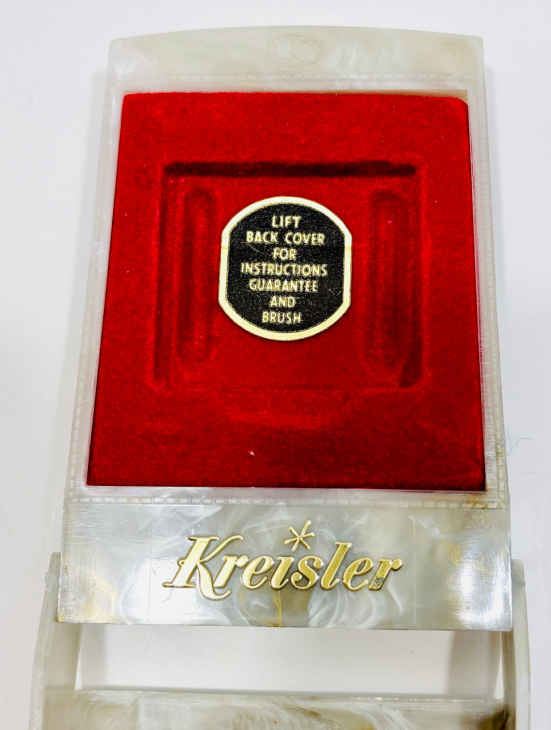 LIFT
BACK COVER
FOR
INSTRUCTIONS
GUARANTEE
AND
BRUSH
Kreisler